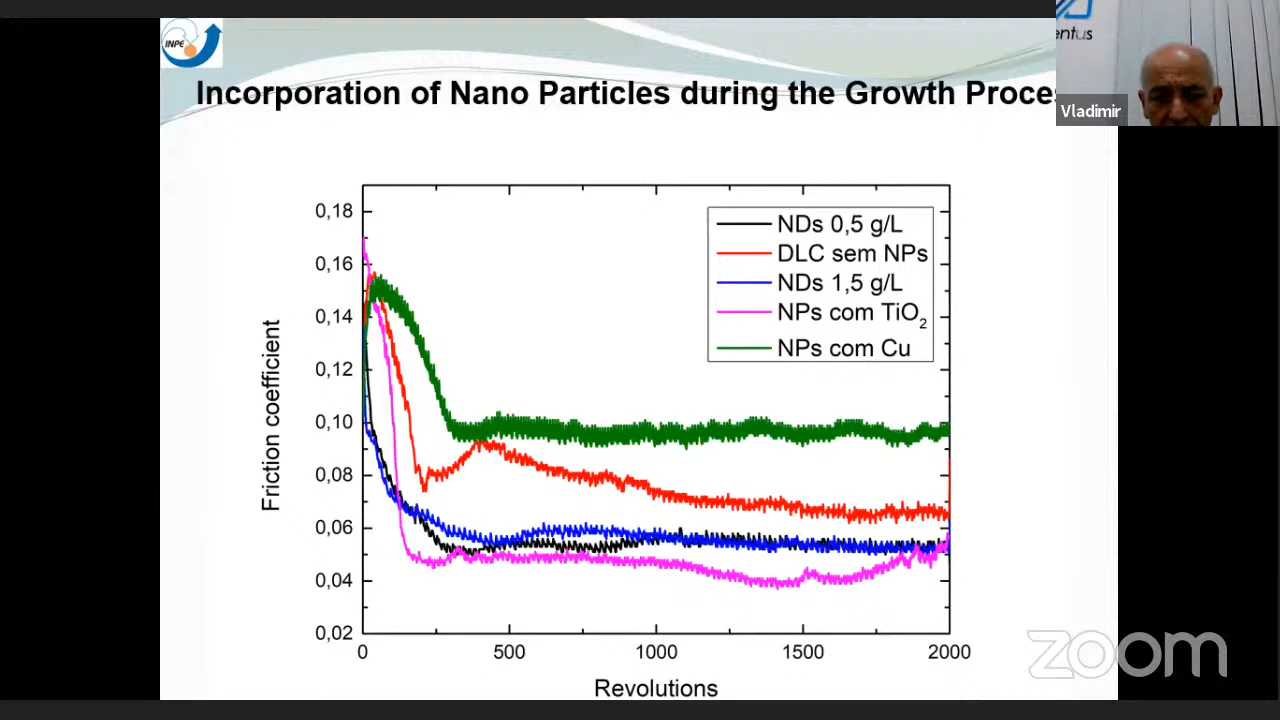 INPE
entus
Incorporation of Nano Particles during the Growth Proce
Vladimir
0,18
0,16
0,14
0,12
0,10
0,08
0,06
0,04
0,02
Friction coefficient
NDs 0,5 g/L
DLC sem NPs
NDs 1,5 g/L
NPs com TiO₂
NPs com Cu
0 500 1000 1500 2000
Revolutions
zoom